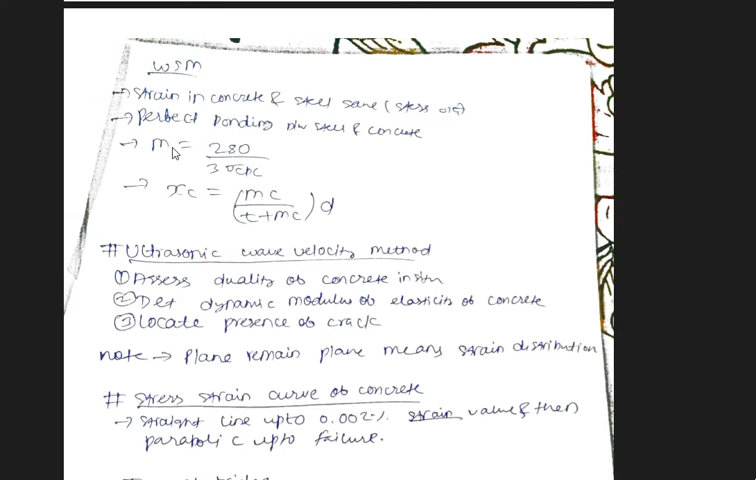 WSM
→ Strain in concrete & steel same (stress diff)
→ Perfect bonding b/w steel & concrete
→ m = 280 / 3σcbc
→ xc = (mc / t+mc) d
# Ultrasonic wave velocity method
① Assess quality of concrete insitu
② Det dynamic modulus of elasticity of concrete
③ Locate presence of crack
note → Plane remain plane means strain distribution
# Stress strain curve of concrete
→ Straight line upto 0.002% strain value & then
parabolic upto failure.